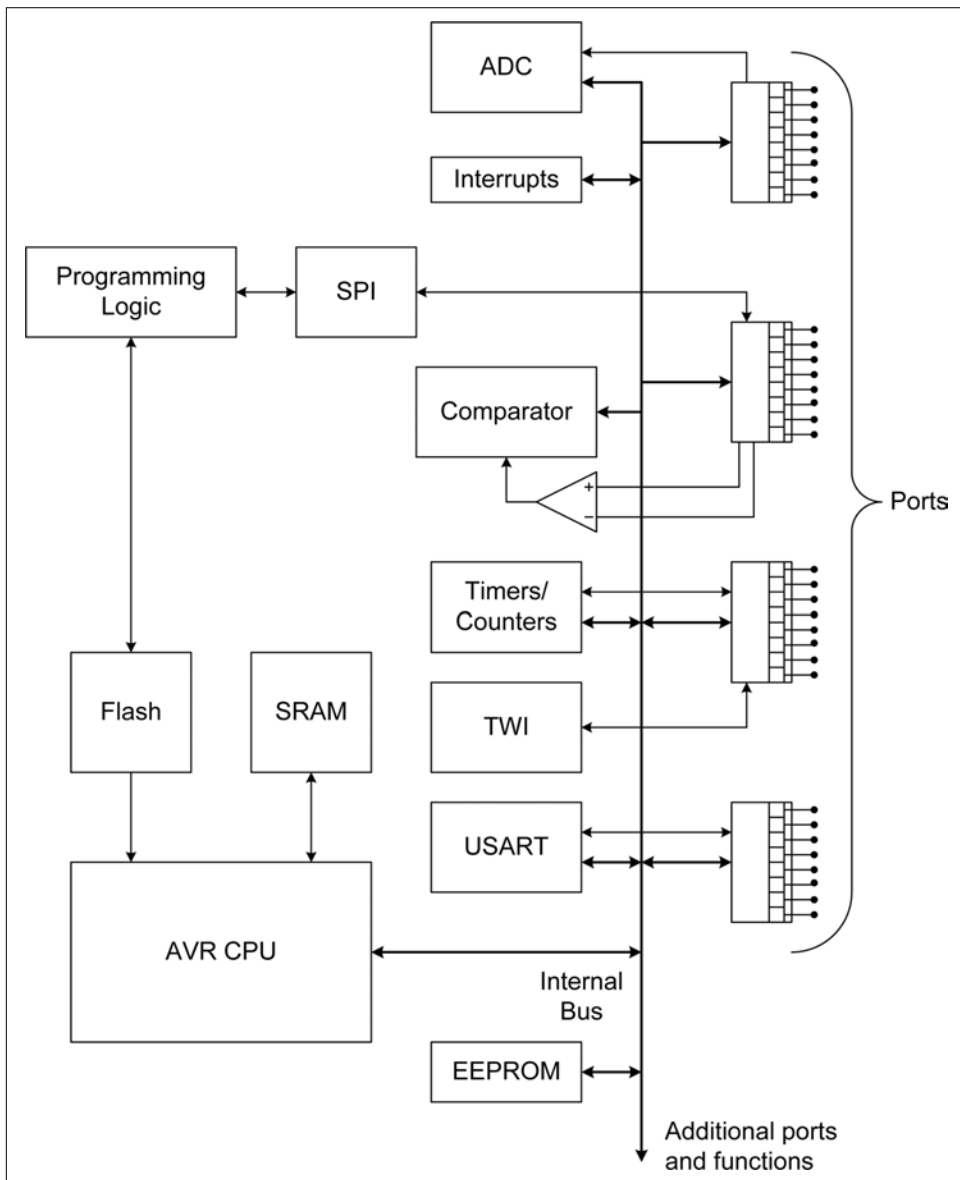 ADC
Interrupts
Programming
Logic
SPI
Comparator
+
−
Ports
Timers/
Counters
Flash
SRAM
TWI
USART
AVR CPU
Internal
Bus
EEPROM
Additional ports
and functions